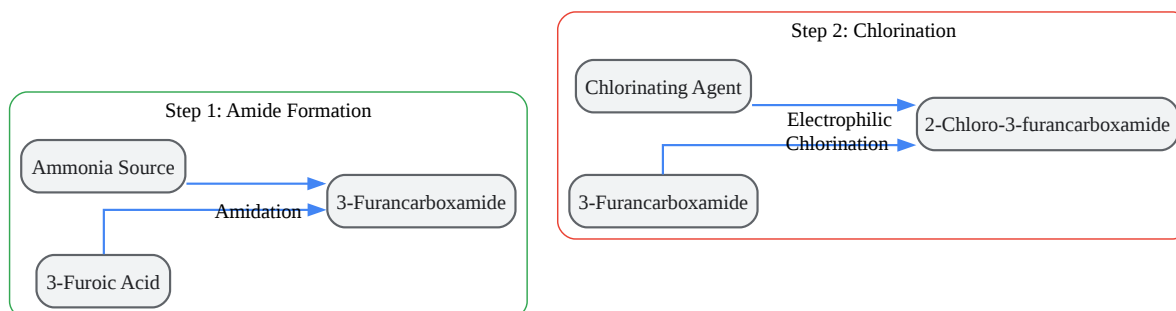 Step 1: Amide Formation
Ammonia Source
3-Furancarboxamide
Amidation
3-Furoic Acid
Step 2: Chlorination
Chlorinating Agent
2-Chloro-3-furancarboxamide
Electrophilic
Chlorination
3-Furancarboxamide